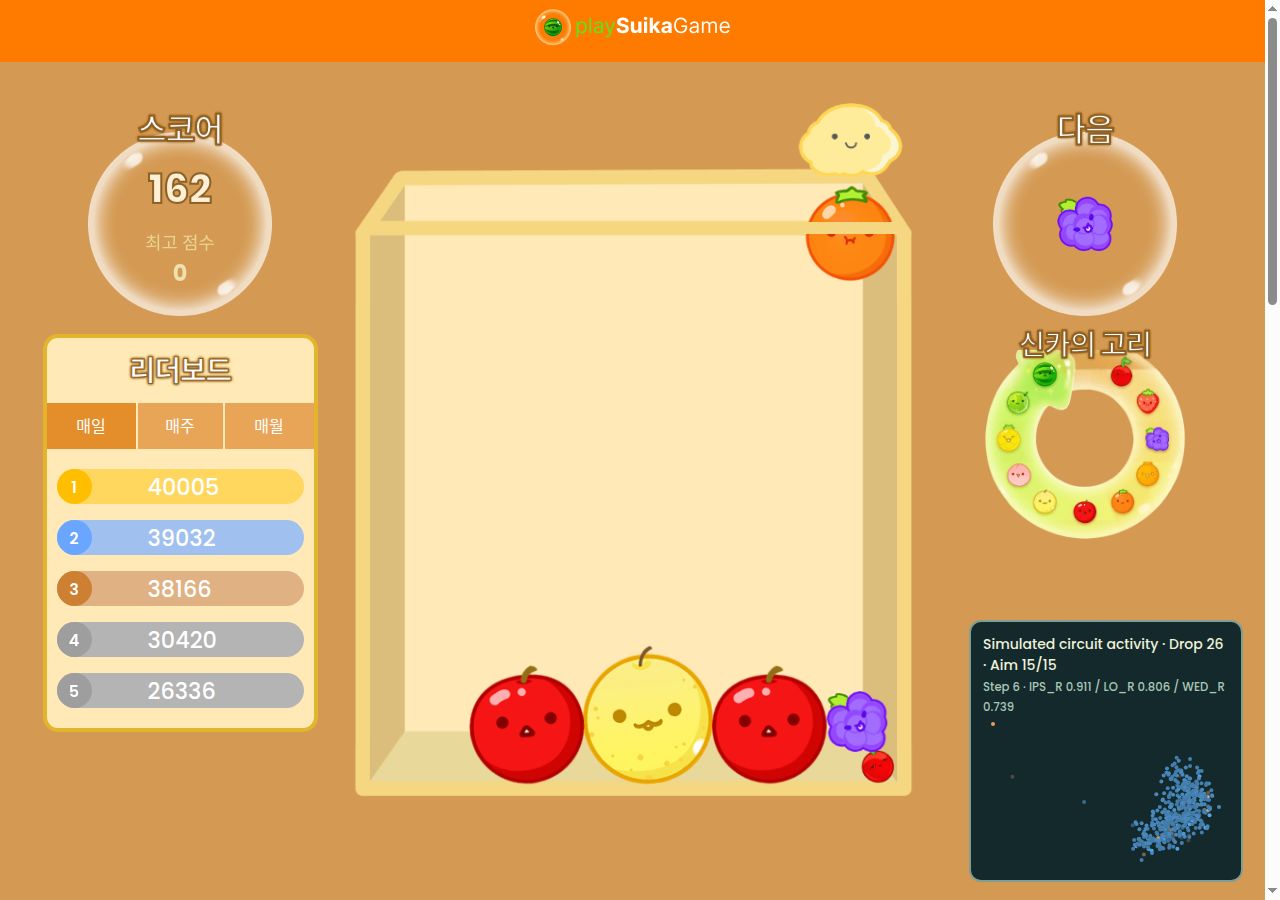 playSuikaGame
스코어
162
최고 점수
0
다음
신카의 고리
리더보드
매일 매주 매월
1 40005
2 39032
3 38166
4 30420
5 26336
Simulated circuit activity · Drop 26
· Aim 15/15
Step 6 · IPS_R 0.911 / LO_R 0.806 / WED_R
0.739